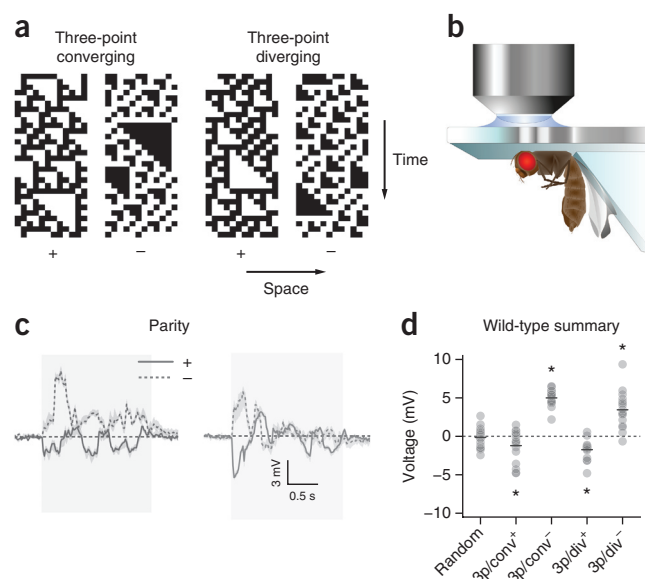 a
Three-point
converging
Three-point
diverging
+
−
+
−
Time
Space
b
c
Parity
+
−
3 mV
0.5 s
d
Wild-type summary
Voltage (mV)
10
5
0
−5
−10
*
*
*
*
Random
3p/conv⁺
3p/conv⁻
3p/div⁺
3p/div⁻